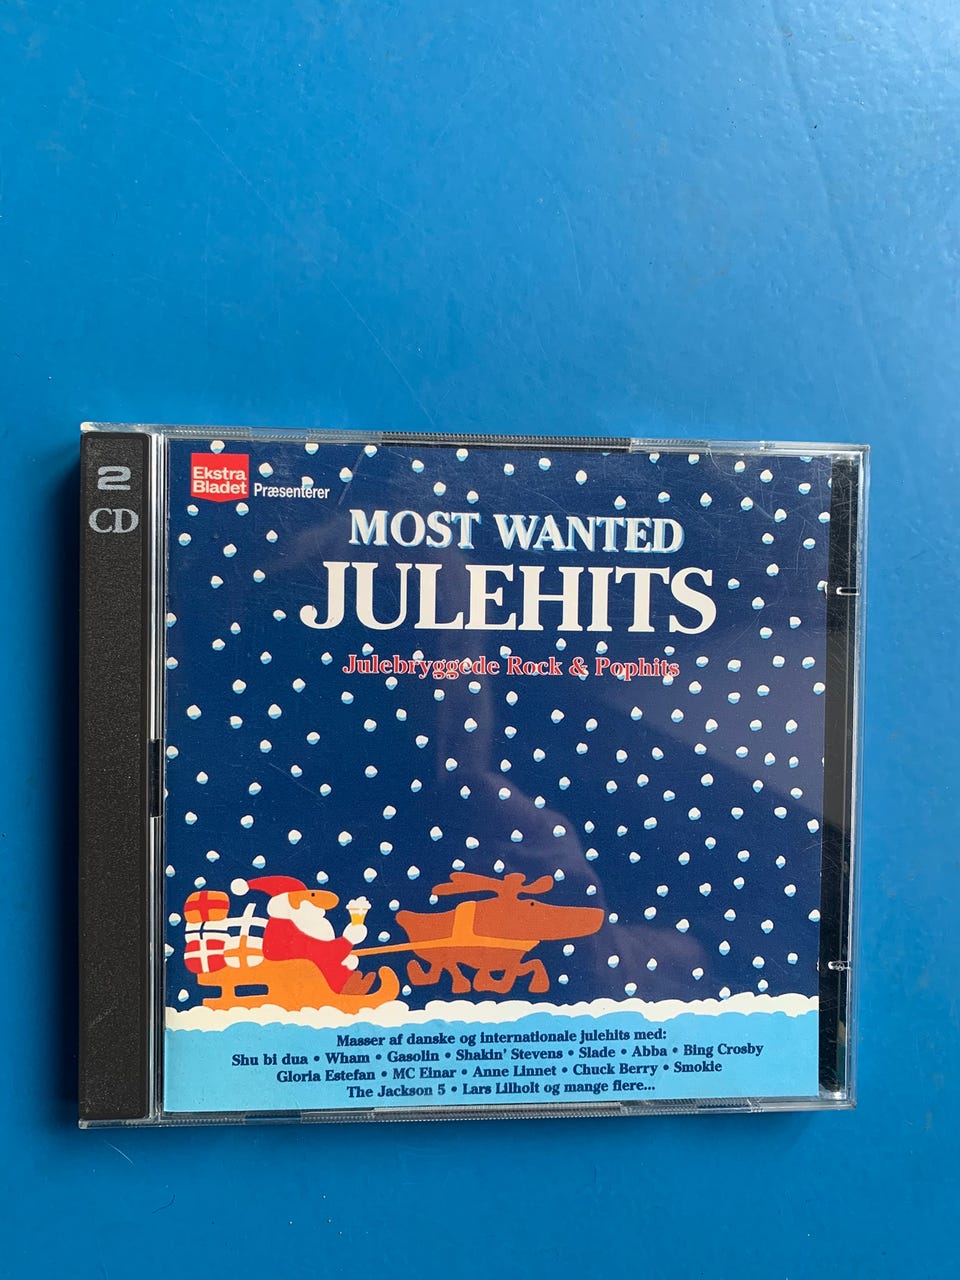 2
CD
Ekstra
Bladet
Præsenterer
MOST WANTED
JULEHITS
Julebryggede Rock & Pophits
Masser af danske og internationale julehits med:
Shu bi dua • Wham • Gasolin • Shakin' Stevens • Slade • Abba • Bing Crosby
Gloria Estefan • MC Einar • Anne Linnet • Chuck Berry • Smokie
The Jackson 5 • Lars Lilholt og mange flere...